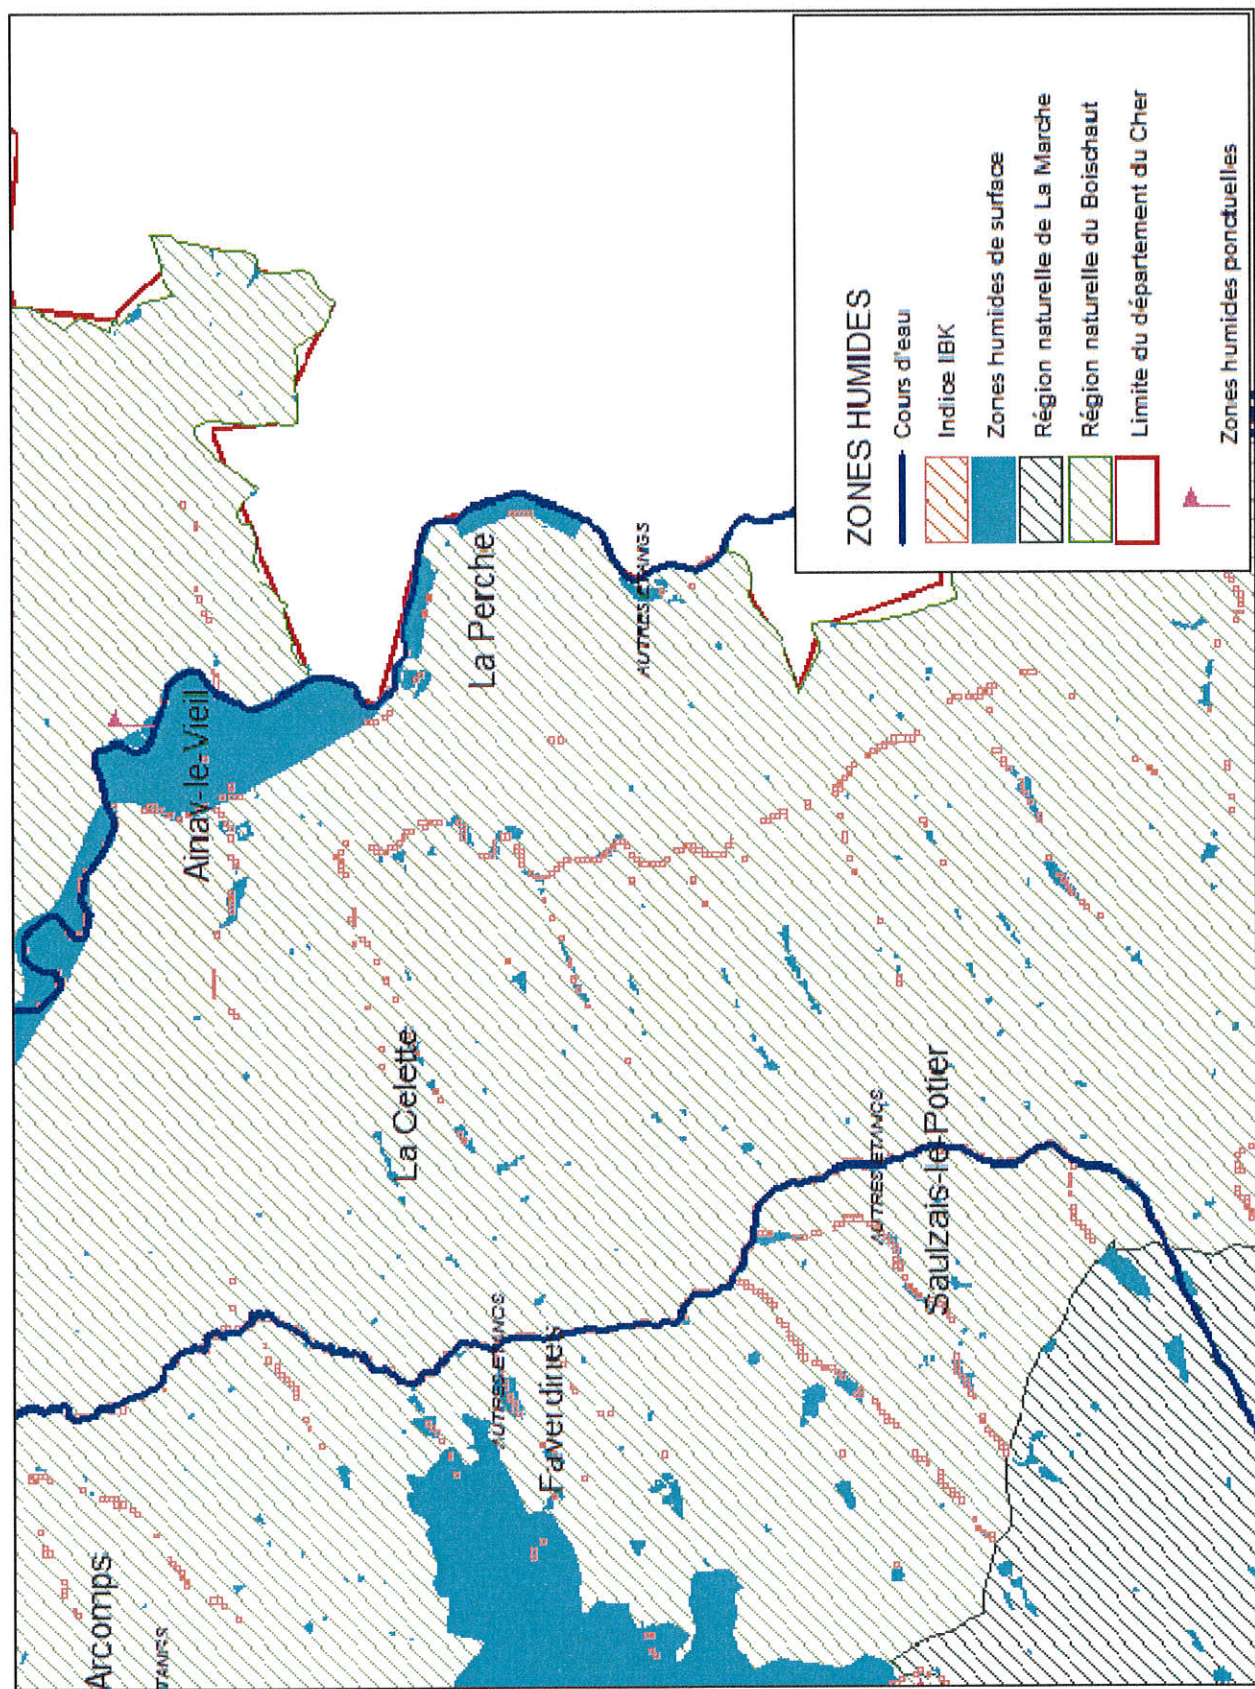 Arcomps
TANGS
Ainay-le-Vieil
La Celette
La Perche
AUTRES ETANGS
Faverdines
AUTRES ETANGS
AUTRES ETANGS
Saulzais-le-Potier
ZONES HUMIDES
Cours d'eau
Indice IBK
Zones humides de surface
Région naturelle de La Marche
Région naturelle du Boischaut
Limite du département du Cher
Zones humides ponctuelles